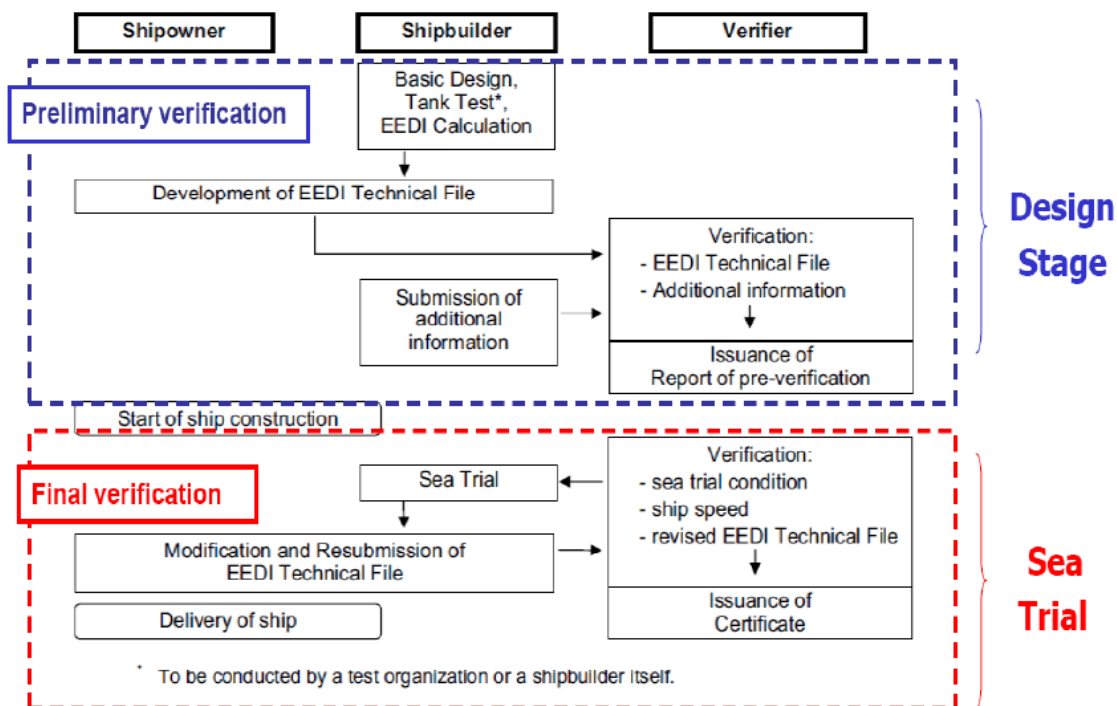 Shipowner
Shipbuilder
Verifier
Preliminary verification
Basic Design,
Tank Test*,
EEDI Calculation
Development of EEDI Technical File
Verification:
- EEDI Technical File
- Additional information
Submission of
additional
information
Issuance of
Report of pre-verification
Design
Stage
Start of ship construction
Final verification
Sea Trial
Verification:
- sea trial condition
- ship speed
- revised EEDI Technical File
Modification and Resubmission of
EEDI Technical File
Issuance of
Certificate
Delivery of ship
Sea
Trial
* To be conducted by a test organization or a shipbuilder itself.